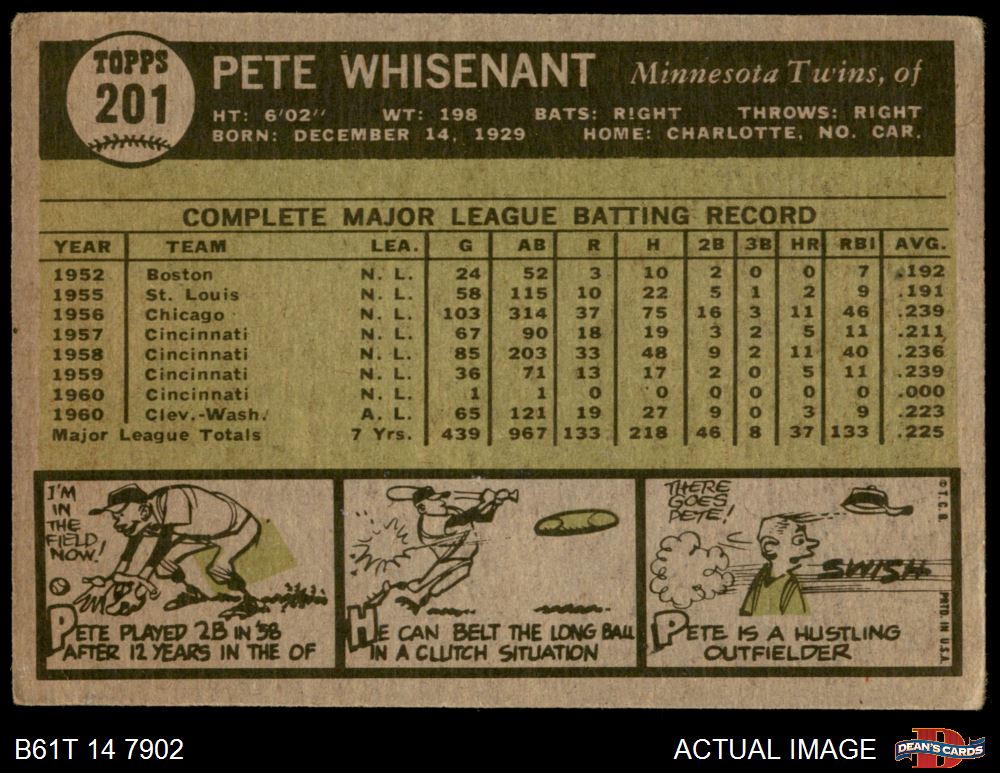 TOPPS
201
PETE WHISENANT Minnesota Twins, of
HT: 6'02" WT: 198 BATS: RIGHT THROWS: RIGHT
BORN: DECEMBER 14, 1929 HOME: CHARLOTTE, NO. CAR.
COMPLETE MAJOR LEAGUE BATTING RECORD
YEAR TEAM LEA. G AB R H 2B 3B HR RBI AVG.
1952 Boston N. L. 24 52 3 10 2 0 0 7 .192
1955 St. Louis N. L. 58 115 10 22 5 1 2 9 .191
1956 Chicago N. L. 103 314 37 75 16 3 11 46 .239
1957 Cincinnati N. L. 67 90 18 19 3 2 5 11 .211
1958 Cincinnati N. L. 85 203 33 48 9 2 11 40 .236
1959 Cincinnati N. L. 36 71 13 17 2 0 5 11 .239
1960 Cincinnati N. L. 1 1 0 0 0 0 0 0 .000
1960 Clev.-Wash. A. L. 65 121 19 27 9 0 3 9 .223
Major League Totals 7 Yrs. 439 967 133 218 46 8 37 133 .225
I'M
IN
THE
FIELD
NOW!
PETE PLAYED 2B IN '58
AFTER 12 YEARS IN THE OF
HE CAN BELT THE LONG BALL
IN A CLUTCH SITUATION
THERE
GOES
PETE!
SWISH
PETE IS A HUSTLING
OUTFIELDER
© T. C. G.
PRTD. IN U.S.A.
B61T 14 7902
ACTUAL IMAGE
D
DEAN'S CARDS